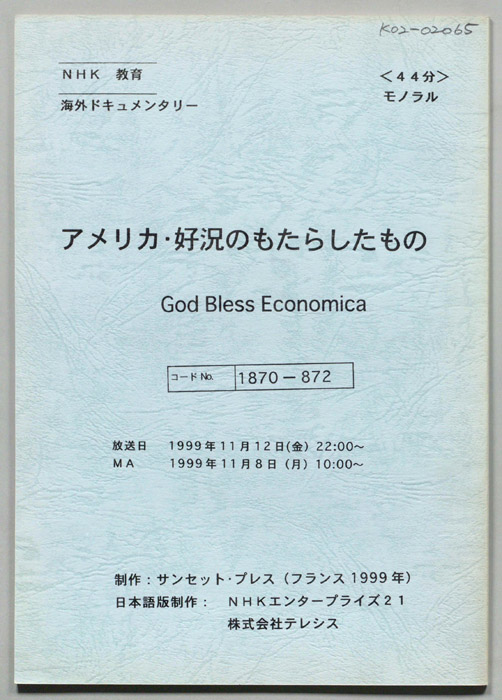 K02-02065
NHK 教育
<44分>
海外ドキュメンタリー
モノラル
アメリカ・好況のもたらしたもの
God Bless Economica
コードNo. 1870-872
放送日 1999年11月12日(金) 22:00~
MA 1999年11月8日(月) 10:00~
制作:サンセット・プレス(フランス1999年)
日本語版制作: NHKエンタープライズ21
株式会社テレシス